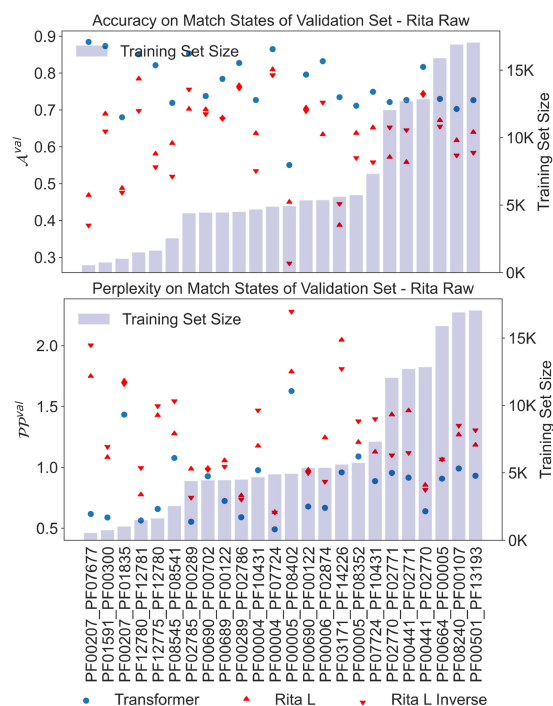 Accuracy on Match States of Validation Set - Rita Raw
Training Set Size
0.9
0.8
0.7
0.6
0.5
0.4
0.3
𝒜ᵛᵃˡ
15K
10K
5K
0K
Training Set Size
Perplexity on Match States of Validation Set - Rita Raw
Training Set Size
2.0
1.5
1.0
0.5
𝒫𝒫ᵛᵃˡ
15K
10K
5K
0K
Training Set Size
PF00207_PF07677
PF01591_PF00300
PF00207_PF01835
PF12780_PF12781
PF12775_PF12780
PF08545_PF08541
PF02785_PF00289
PF00690_PF00702
PF00689_PF00122
PF00289_PF02786
PF00004_PF10431
PF00004_PF07724
PF00005_PF08402
PF00690_PF00122
PF00006_PF02874
PF03171_PF14226
PF00005_PF08352
PF07724_PF10431
PF02770_PF02771
PF00441_PF02771
PF00441_PF02770
PF00664_PF00005
PF08240_PF00107
PF00501_PF13193
Transformer
Rita L
Rita L Inverse